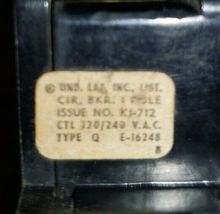 © UND. LAB. INC., LIST.
CIR. BKR. 1 POLE
ISSUE NO. KJ-712
CTL 120/240 V.A.C.
TYPE Q E-16248
B